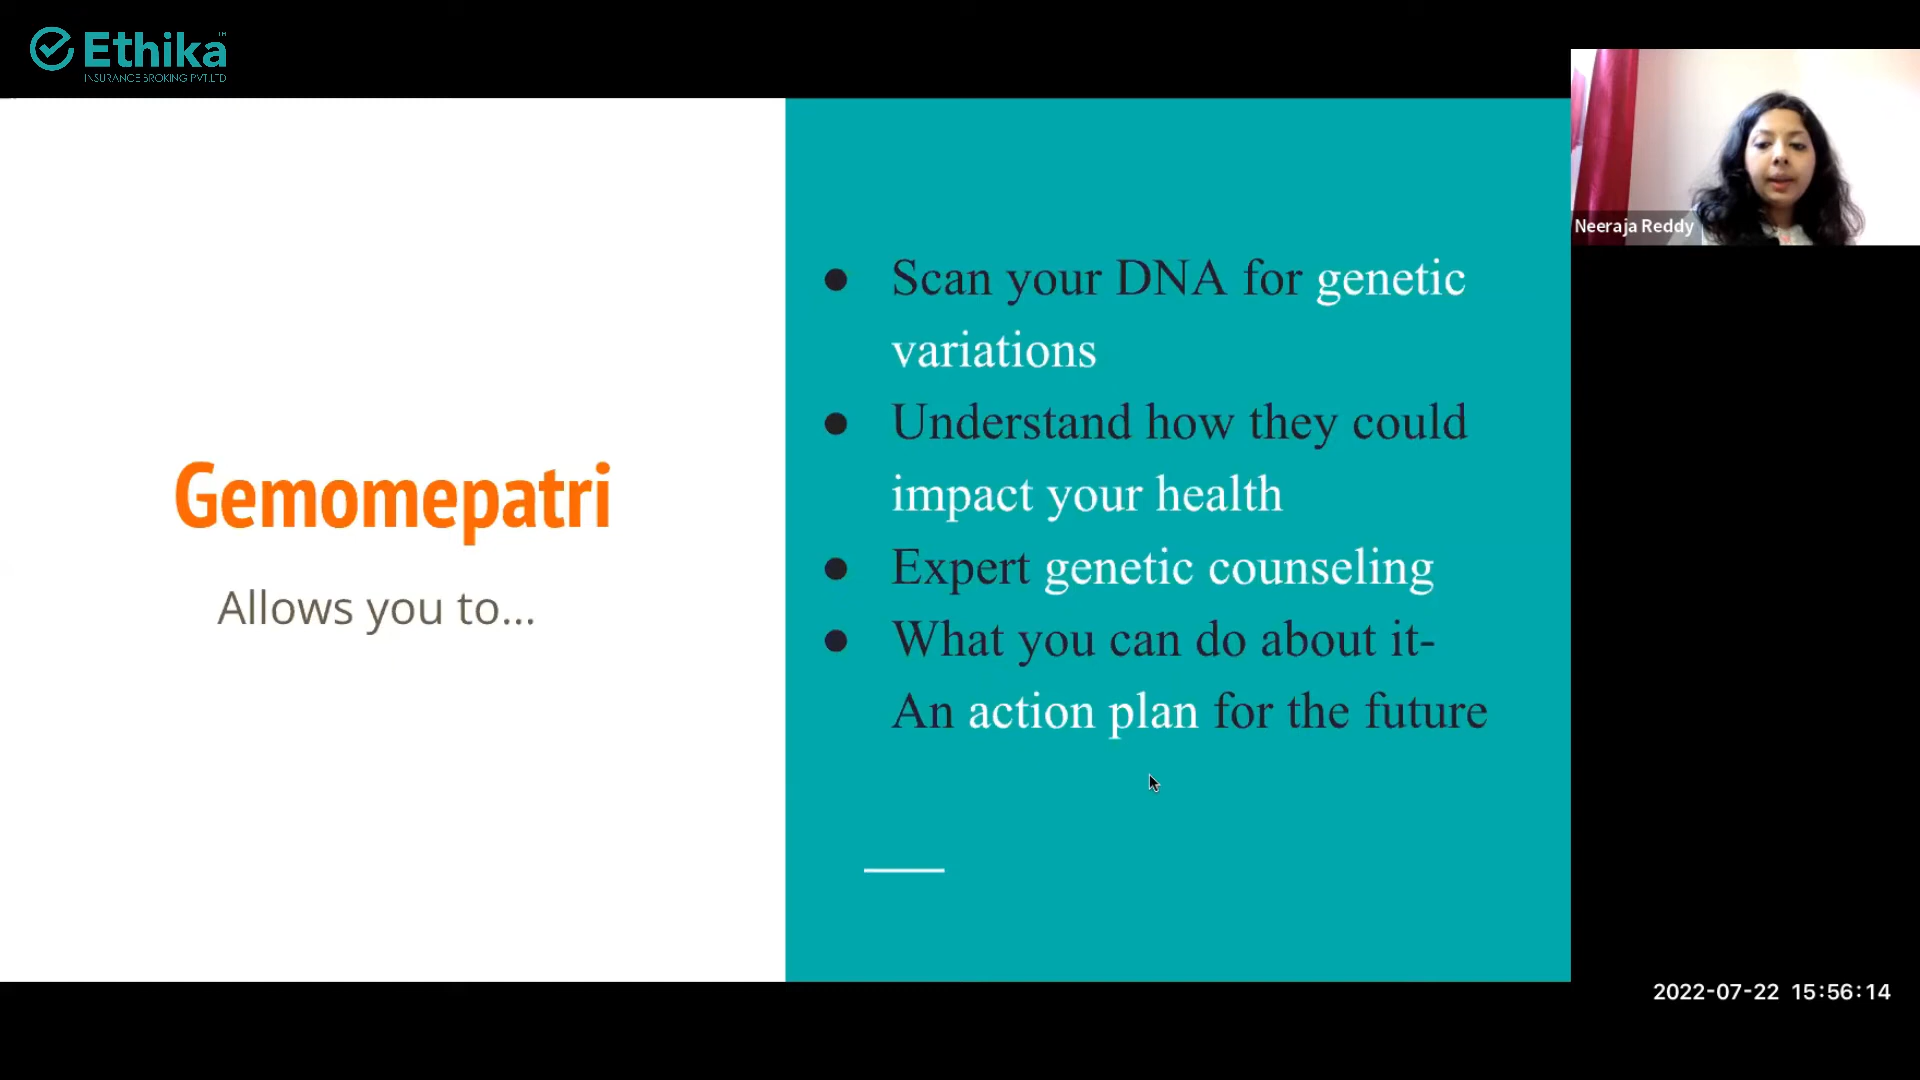 Ethika
INSURANCE BROKING PVT.LTD
Neeraja Reddy
Gemomepatri
Allows you to...
● Scan your DNA for genetic
variations
● Understand how they could
impact your health
● Expert genetic counseling
● What you can do about it-
An action plan for the future
2022-07-22 15:56:14